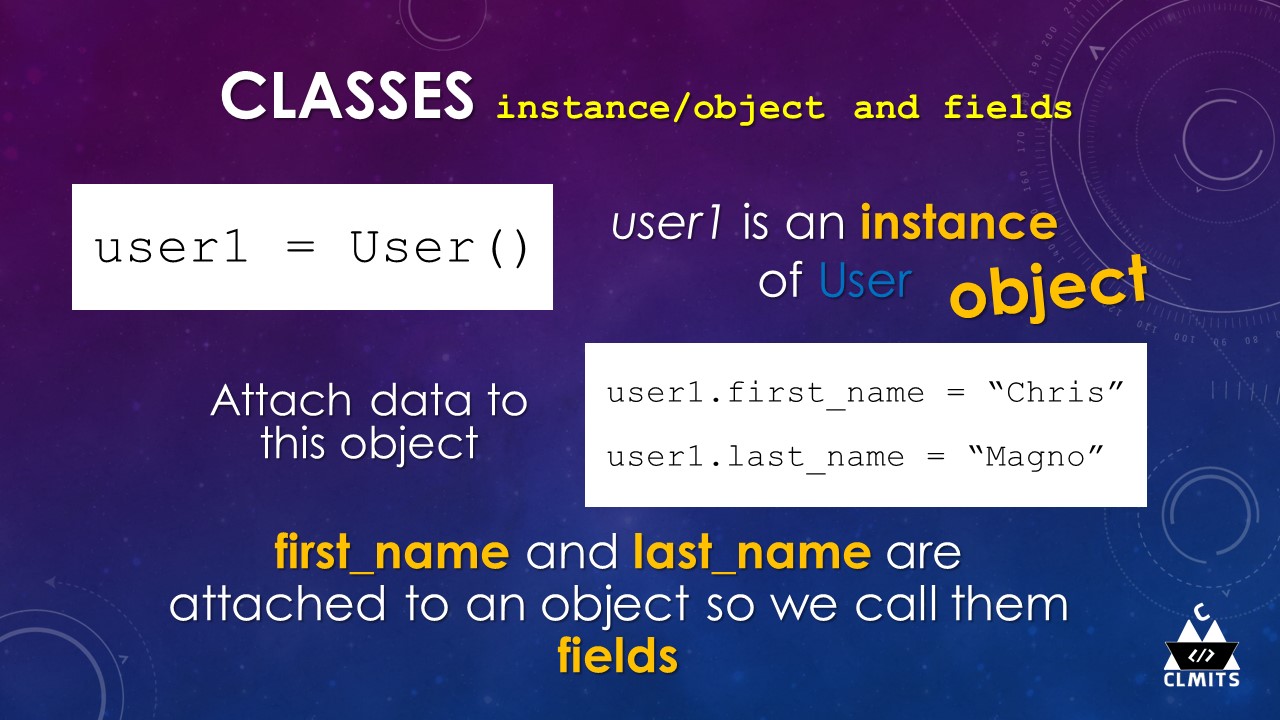 CLASSES instance/object and fields
user1 = User()
user1 is an instance
of User object
Attach data to
this object
user1.first_name = “Chris”
user1.last_name = “Magno”
first_name and last_name are
attached to an object so we call them
fields
C
</>
CLMITS